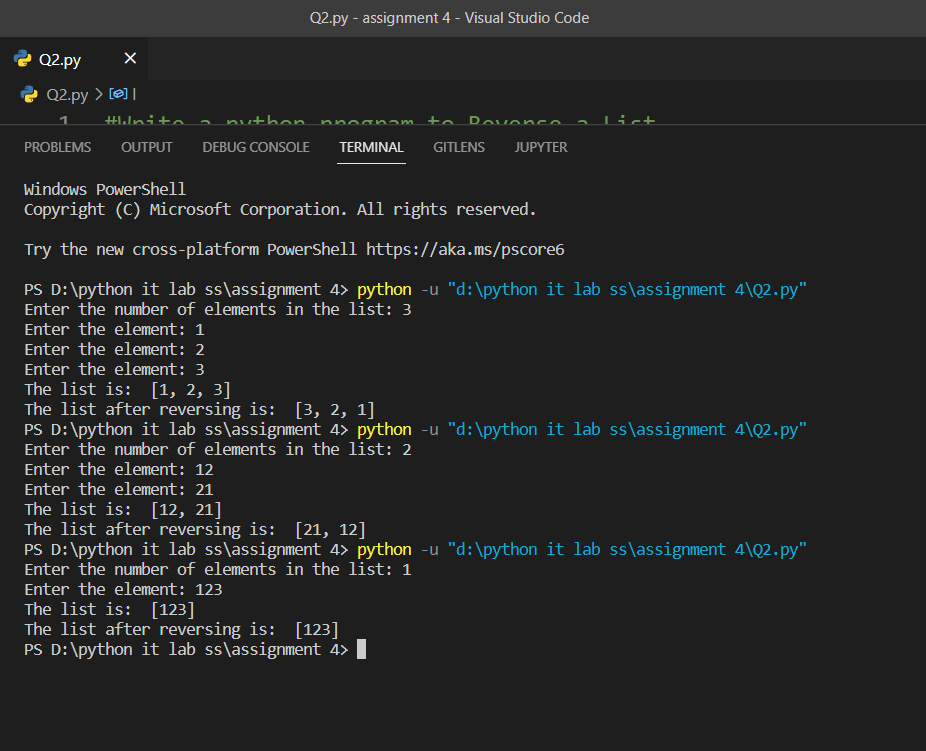 Q2.py - assignment 4 - Visual Studio Code
Q2.py
Q2.py > l
1 #Write a python program to Reverse a List
PROBLEMS OUTPUT DEBUG CONSOLE TERMINAL GITLENS JUPYTER
Windows PowerShell
Copyright (C) Microsoft Corporation. All rights reserved.
Try the new cross-platform PowerShell https://aka.ms/pscore6
PS D:\python it lab ss\assignment 4> python -u "d:\python it lab ss\assignment 4\Q2.py"
Enter the number of elements in the list: 3
Enter the element: 1
Enter the element: 2
Enter the element: 3
The list is:  [1, 2, 3]
The list after reversing is:  [3, 2, 1]
PS D:\python it lab ss\assignment 4> python -u "d:\python it lab ss\assignment 4\Q2.py"
Enter the number of elements in the list: 2
Enter the element: 12
Enter the element: 21
The list is:  [12, 21]
The list after reversing is:  [21, 12]
PS D:\python it lab ss\assignment 4> python -u "d:\python it lab ss\assignment 4\Q2.py"
Enter the number of elements in the list: 1
Enter the element: 123
The list is:  [123]
The list after reversing is:  [123]
PS D:\python it lab ss\assignment 4>